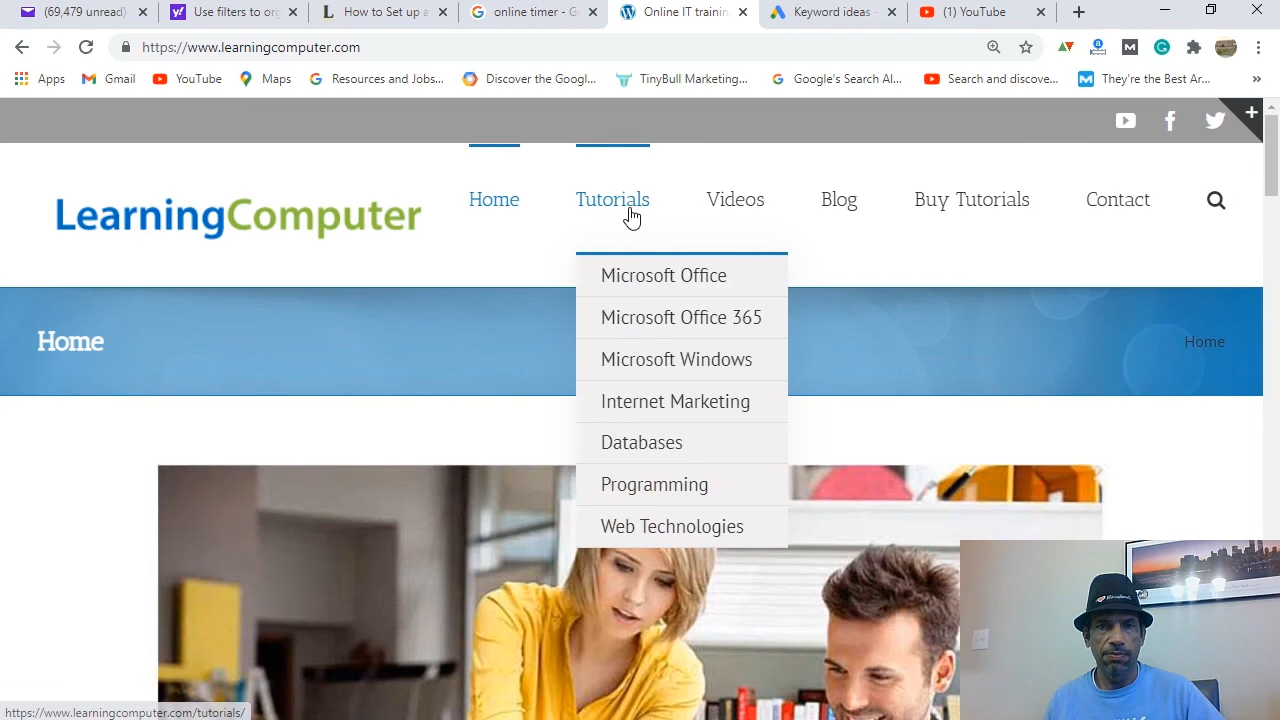 (69,479 unread)
Use filters to org
How to Set up a
online timer - Go
Online IT trainin
Keyword ideas
(1) YouTube
https://www.learningcomputer.com
Apps
Gmail
YouTube
Maps
Resources and Jobs...
Discover the Googl...
TinyBull Marketing...
Google's Search Al...
Search and discove...
They're the Best Ar...
»
Home
Tutorials
Videos
Blog
Buy Tutorials
Contact
LearningComputer
Microsoft Office
Microsoft Office 365
Microsoft Windows
Internet Marketing
Databases
Programming
Web Technologies
Home
Home
https://www.learningcomputer.com/tutorials/